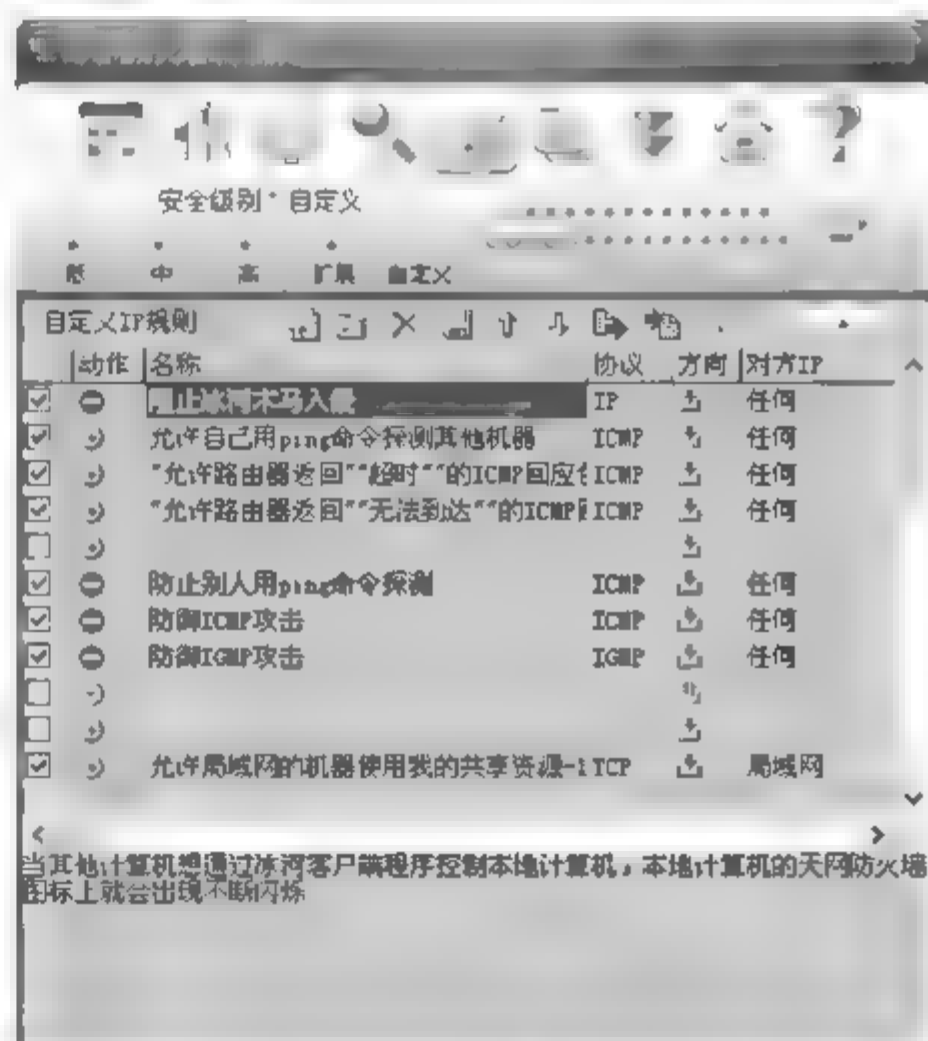 安全级别: 自定义
低 中 高 扩展 自定义
自定义IP规则
动作 名称 协议 方向 对方IP
阻止冰河木马入侵 IP 任何
允许自己用ping命令探测其他机器 ICMP 任何
"允许路由器返回""超时""的ICMP回应 ICMP 任何
"允许路由器返回""无法到达""的ICMP ICMP 任何
防止别人用ping命令探测 ICMP 任何
防御ICMP攻击 ICMP 任何
防御IGMP攻击 IGMP 任何
允许局域网的机器使用我的共享资源-1 TCP 局域网
当其他计算机想通过冰河客户端程序控制本地计算机，本地计算机的天网防火墙
图标上就会出现不断闪烁